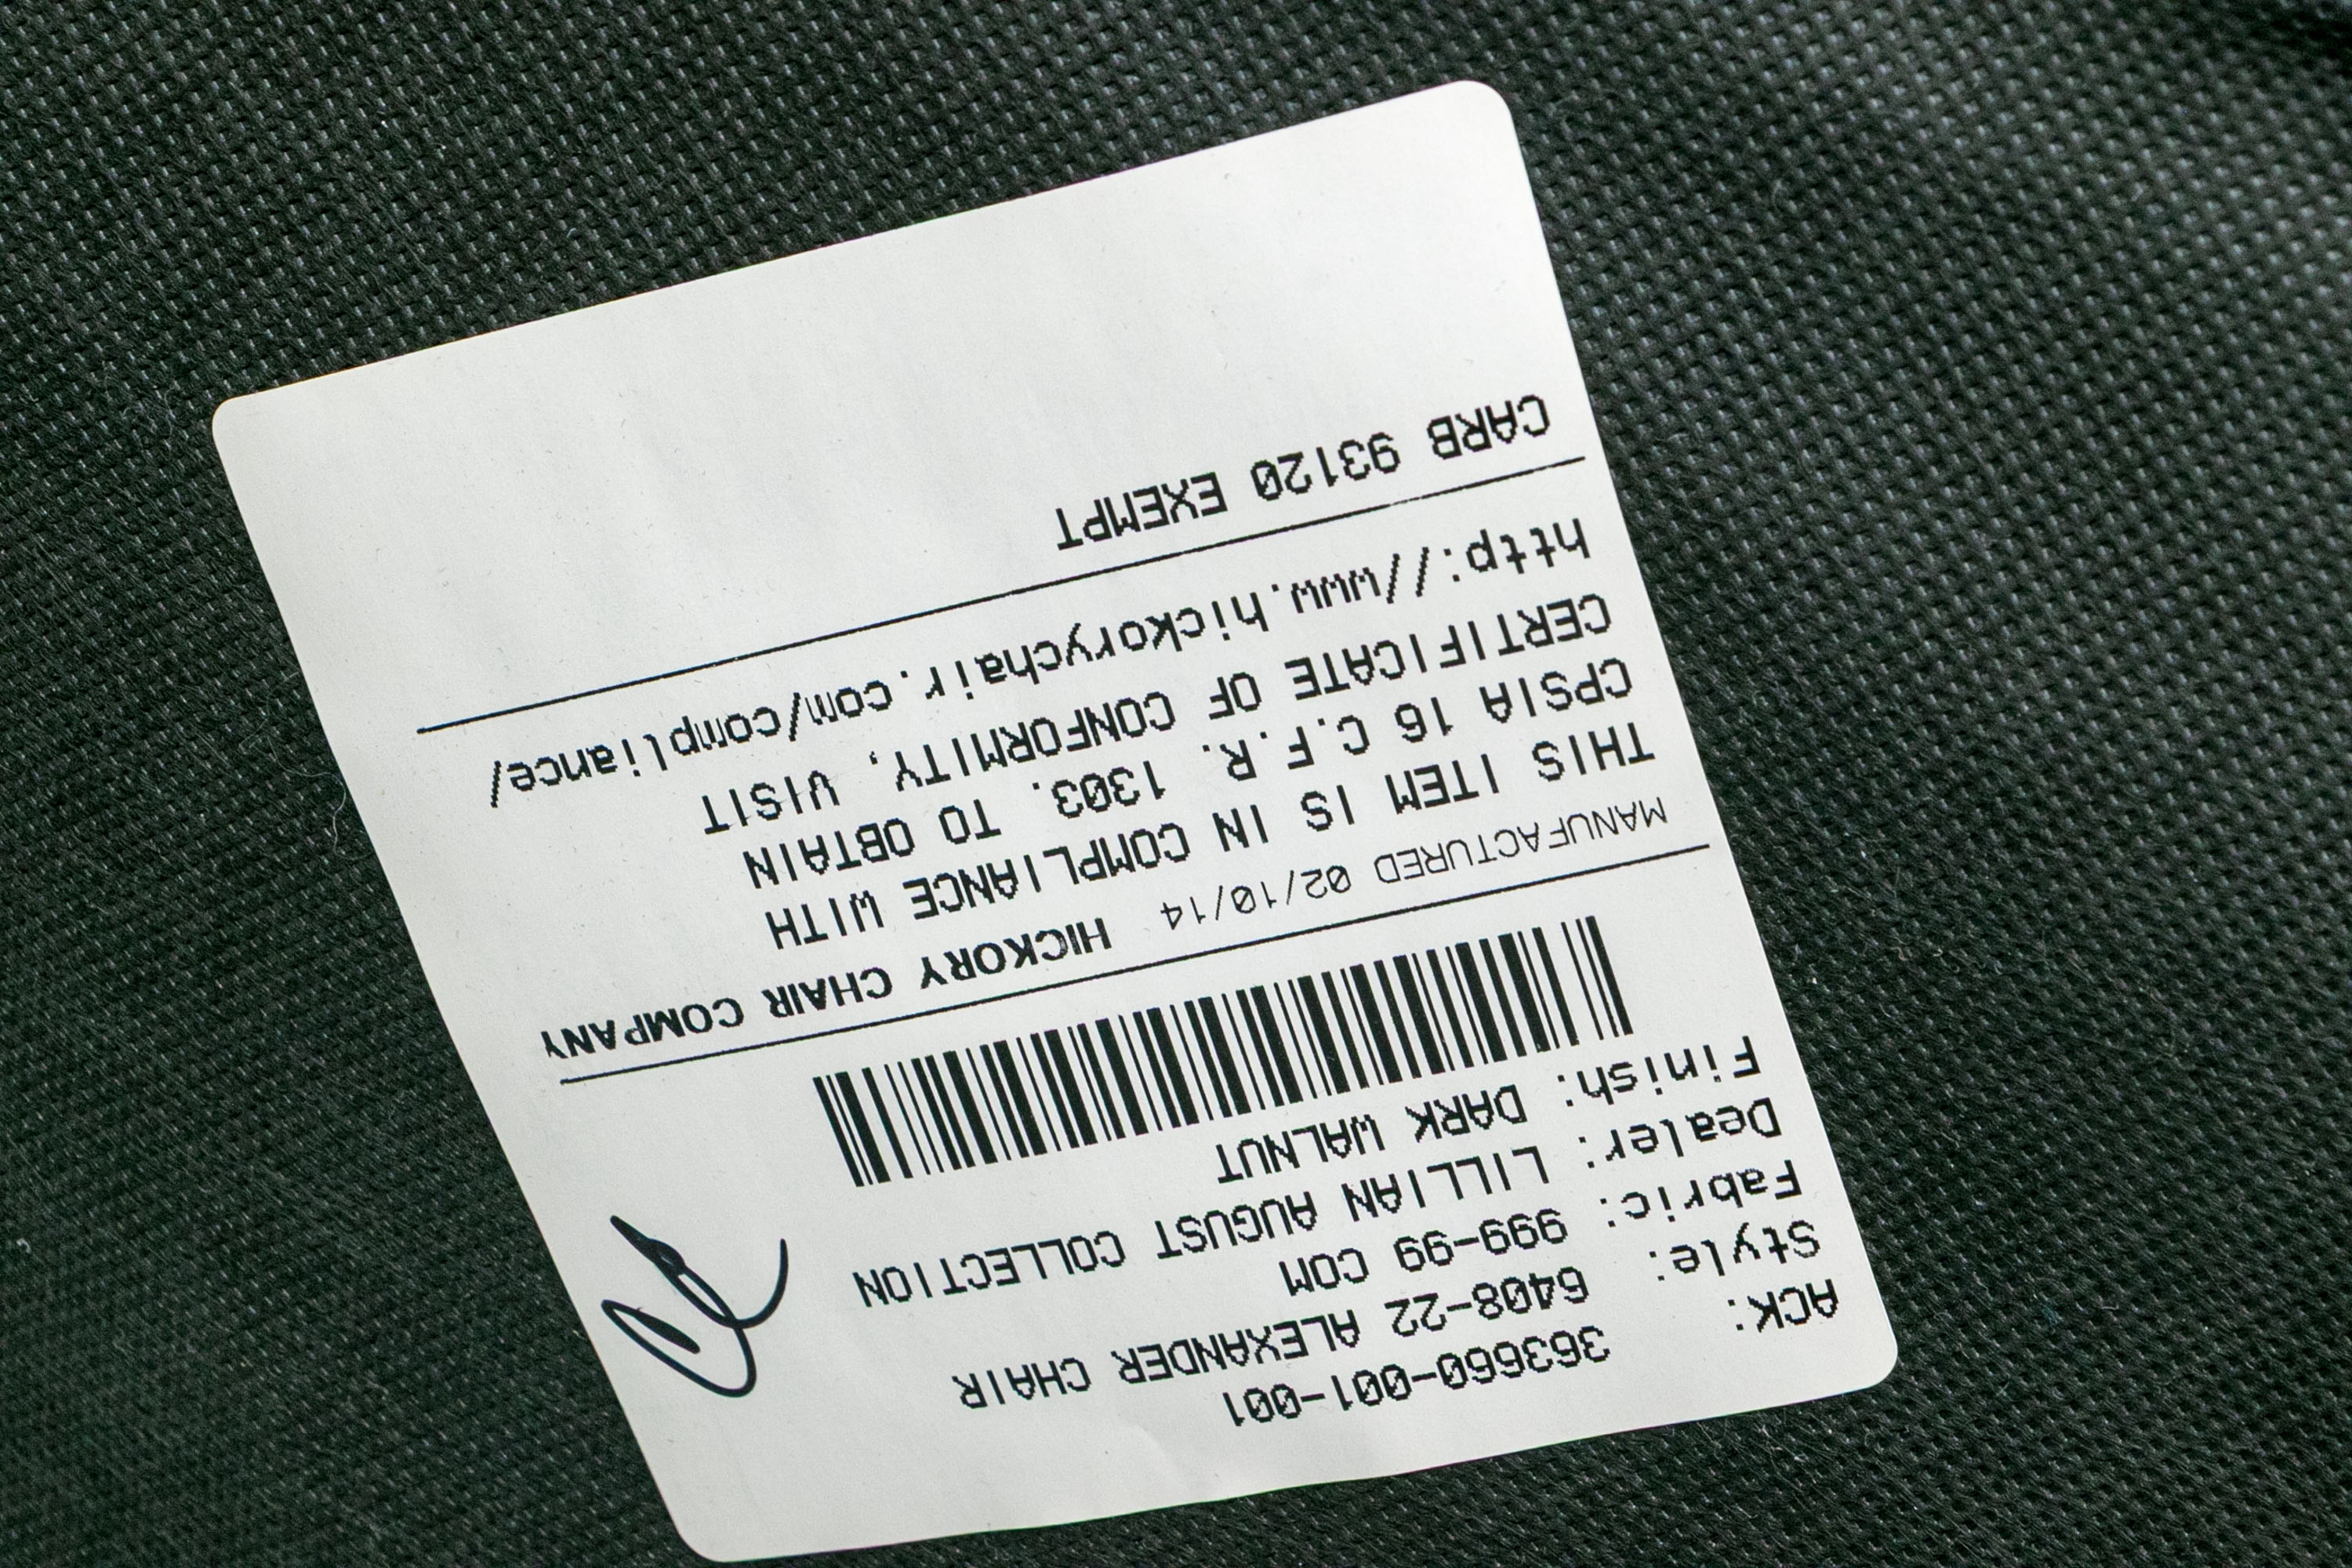 ACK: 363660-001-001
Style: 6408-22 ALEXANDER CHAIR
Fabric: 999-99 COM
Dealer: LILLIAN AUGUST COLLECTION
Finish: DARK WALNUT
MANUFACTURED 02/10/14 HICKORY CHAIR COMPANY
THIS ITEM IS IN COMPLIANCE WITH
CPSIA 16 C.F.R. 1303. TO OBTAIN
CERTIFICATE OF CONFORMITY, VISIT
http://www.hickorychair.com/compliance/
CARB 93120 EXEMPT